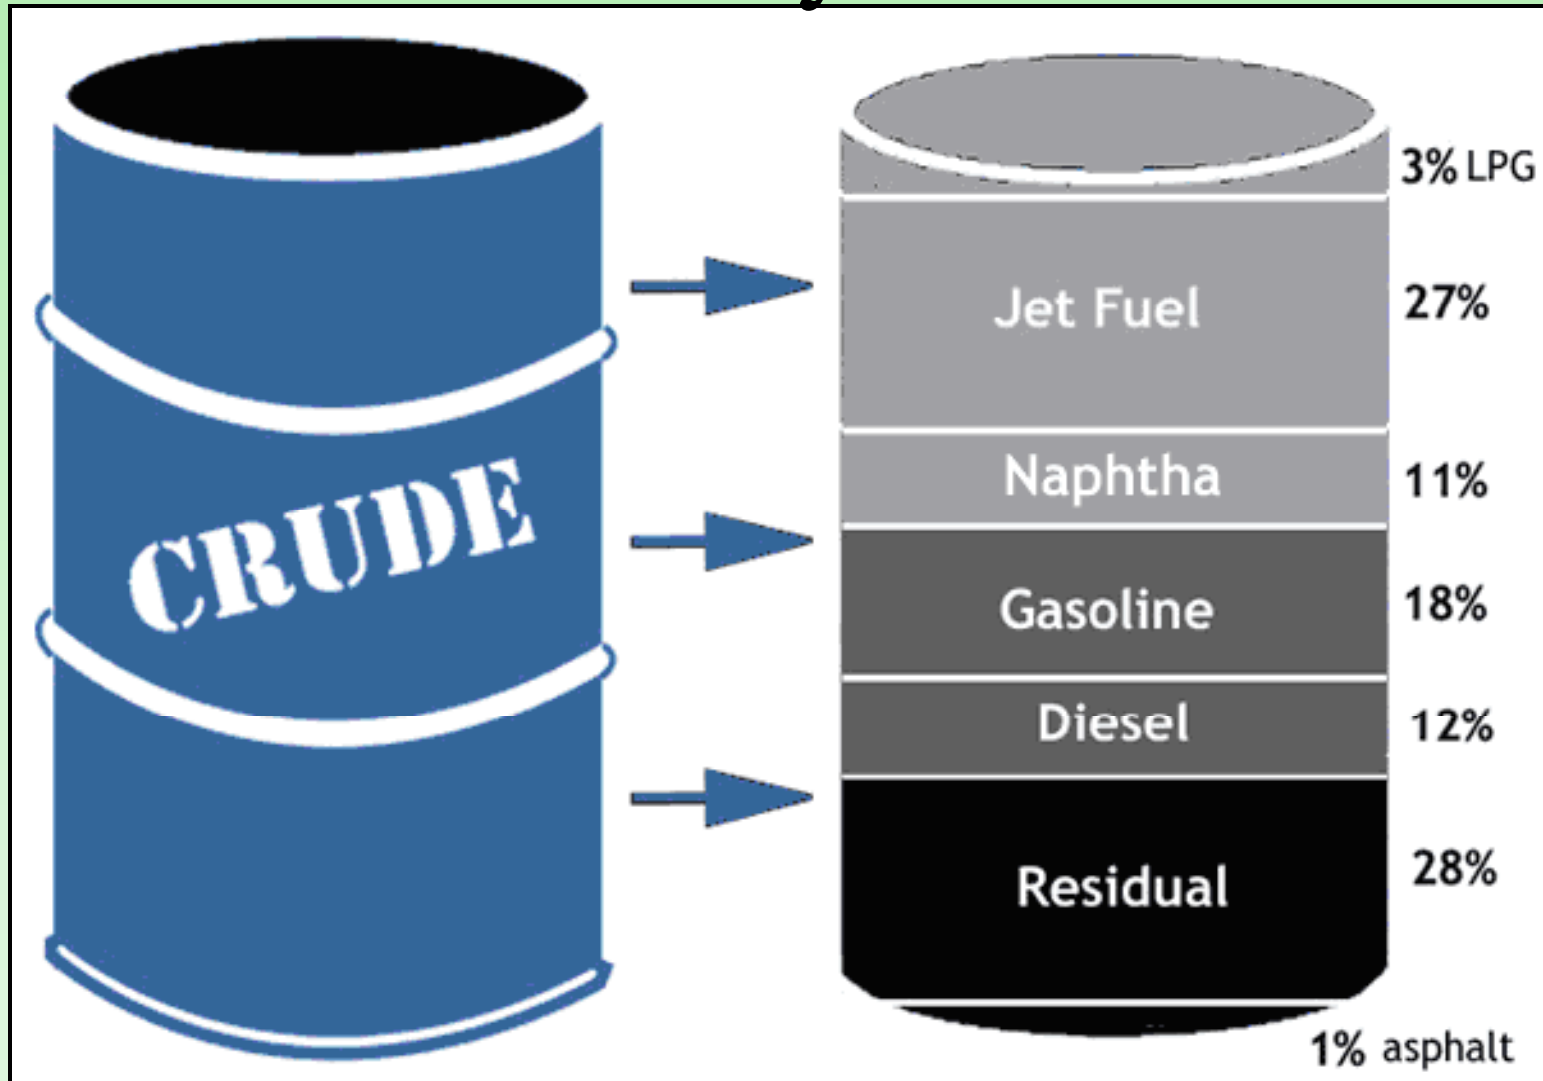 CRUDE
3% LPG
Jet Fuel 27%
Naphtha 11%
Gasoline 18%
Diesel 12%
Residual 28%
1% asphalt